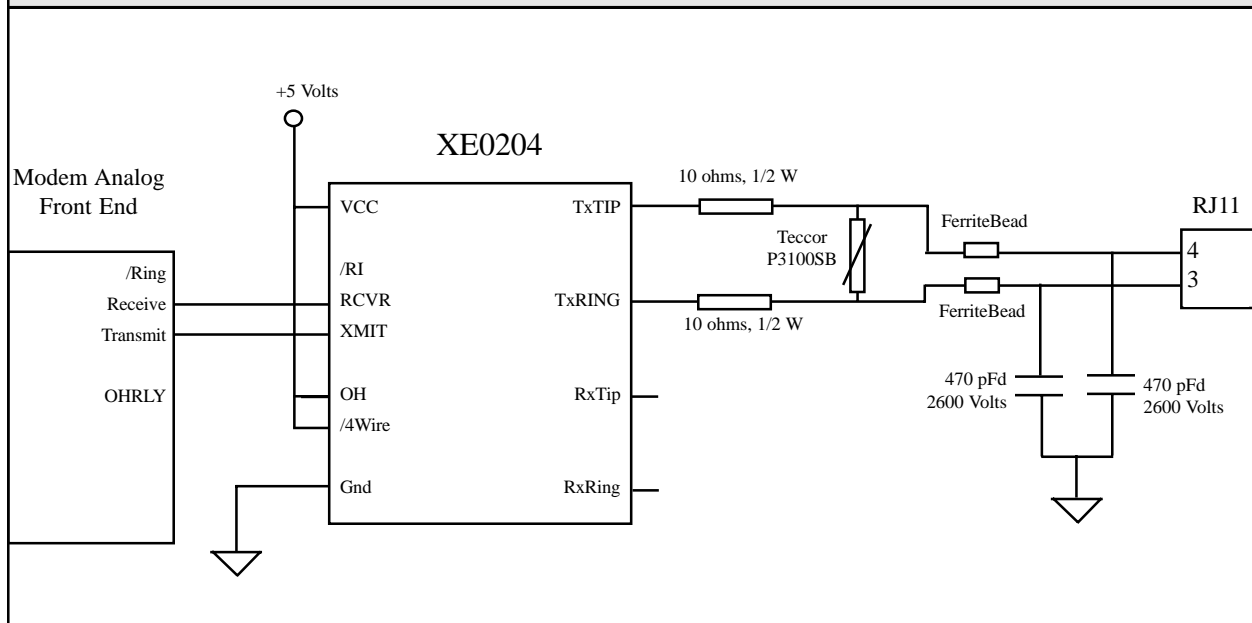 +5 Volts
XE0204
Modem Analog
Front End
/Ring
Receive
Transmit
OHRLY
VCC
/RI
RCVR
XMIT
OH
/4Wire
Gnd
TxTIP
TxRING
RxTip
RxRing
10 ohms, 1/2 W
Teccor
P3100SB
10 ohms, 1/2 W
FerriteBead
FerriteBead
RJ11
4
3
470 pFd
2600 Volts
470 pFd
2600 Volts